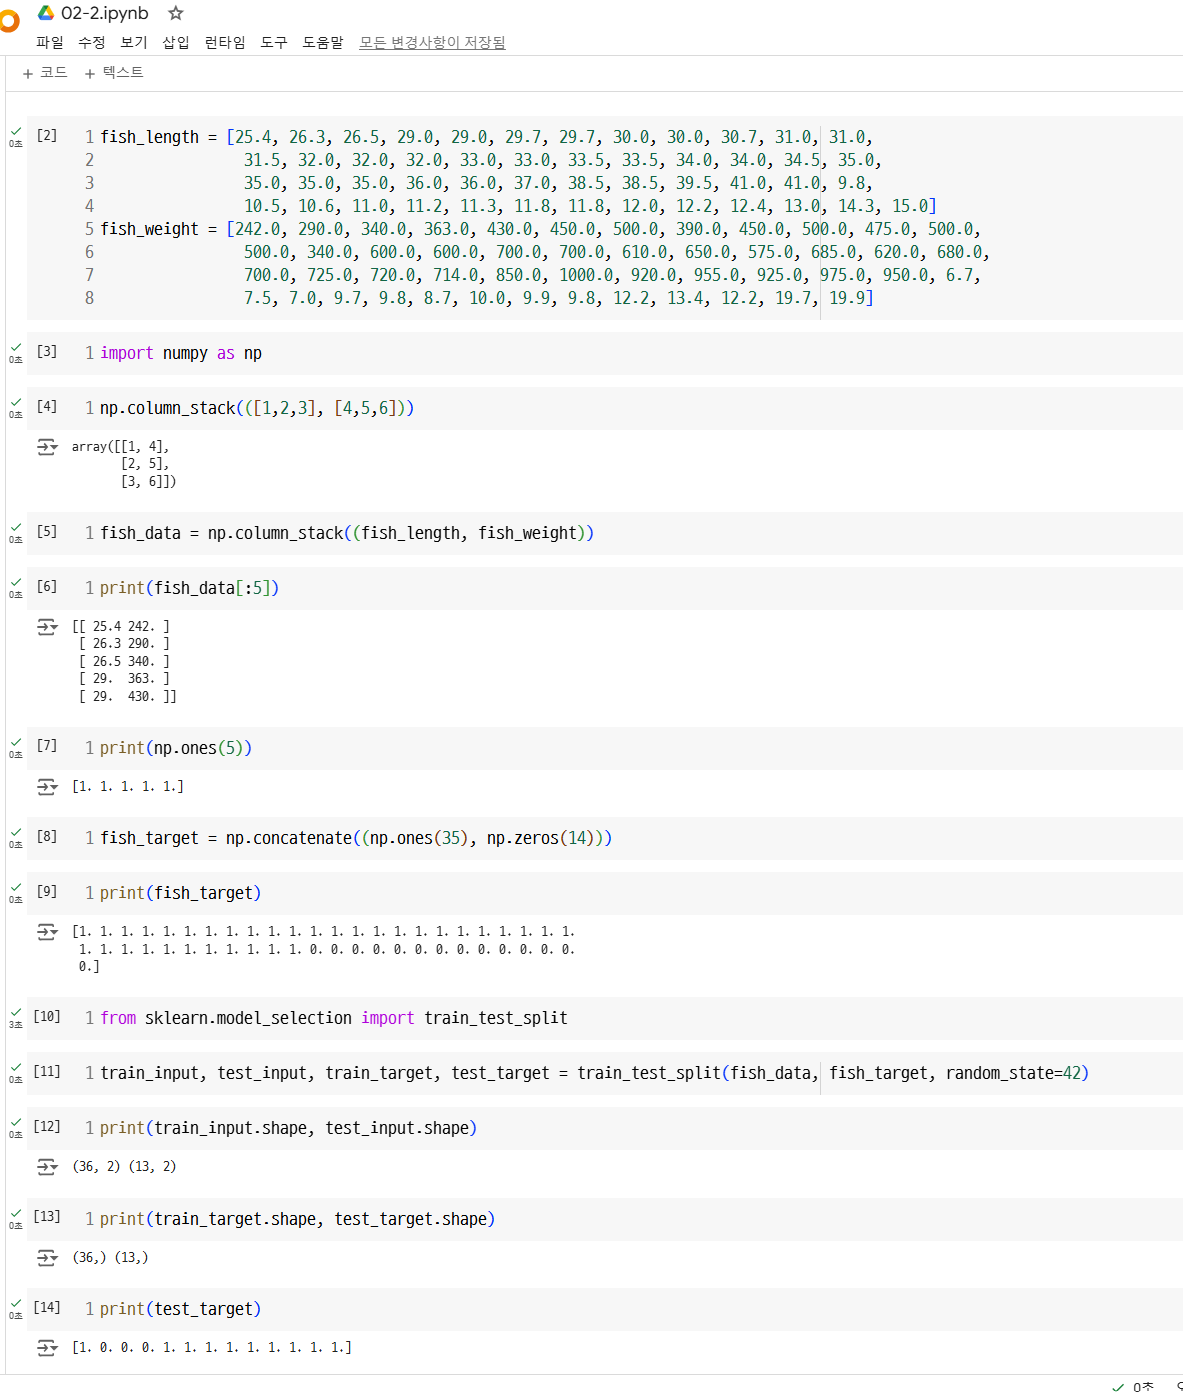 02-2.ipynb
파일 수정 보기 삽입 런타임 도구 도움말 모든 변경사항이 저장됨
+ 코드 + 텍스트
0초 [2] 1 fish_length = [25.4, 26.3, 26.5, 29.0, 29.0, 29.7, 29.7, 30.0, 30.0, 30.7, 31.0, 31.0,
2 31.5, 32.0, 32.0, 32.0, 33.0, 33.0, 33.5, 33.5, 34.0, 34.0, 34.5, 35.0,
3 35.0, 35.0, 35.0, 36.0, 36.0, 37.0, 38.5, 38.5, 39.5, 41.0, 41.0, 9.8,
4 10.5, 10.6, 11.0, 11.2, 11.3, 11.8, 11.8, 12.0, 12.2, 12.4, 13.0, 14.3, 15.0]
5 fish_weight = [242.0, 290.0, 340.0, 363.0, 430.0, 450.0, 500.0, 390.0, 450.0, 500.0, 475.0, 500.0,
6 500.0, 340.0, 600.0, 600.0, 700.0, 700.0, 610.0, 650.0, 575.0, 685.0, 620.0, 680.0,
7 700.0, 725.0, 720.0, 714.0, 850.0, 1000.0, 920.0, 955.0, 925.0, 975.0, 950.0, 6.7,
8 7.5, 7.0, 9.7, 9.8, 8.7, 10.0, 9.9, 9.8, 12.2, 13.4, 12.2, 19.7, 19.9]
0초 [3] 1 import numpy as np
0초 [4] 1 np.column_stack(([1,2,3], [4,5,6]))
array([[1, 4],
[2, 5],
[3, 6]])
0초 [5] 1 fish_data = np.column_stack((fish_length, fish_weight))
0초 [6] 1 print(fish_data[:5])
[[ 25.4 242. ]
[ 26.3 290. ]
[ 26.5 340. ]
[ 29. 363. ]
[ 29. 430. ]]
0초 [7] 1 print(np.ones(5))
[1. 1. 1. 1. 1.]
0초 [8] 1 fish_target = np.concatenate((np.ones(35), np.zeros(14)))
0초 [9] 1 print(fish_target)
[1. 1. 1. 1. 1. 1. 1. 1. 1. 1. 1. 1. 1. 1. 1. 1. 1. 1. 1. 1. 1. 1. 1. 1.
1. 1. 1. 1. 1. 1. 1. 1. 1. 1. 1. 0. 0. 0. 0. 0. 0. 0. 0. 0. 0. 0. 0. 0.
0.]
3초 [10] 1 from sklearn.model_selection import train_test_split
0초 [11] 1 train_input, test_input, train_target, test_target = train_test_split(fish_data, fish_target, random_state=42)
0초 [12] 1 print(train_input.shape, test_input.shape)
(36, 2) (13, 2)
0초 [13] 1 print(train_target.shape, test_target.shape)
(36,) (13,)
0초 [14] 1 print(test_target)
[1. 0. 0. 0. 1. 1. 1. 1. 1. 1. 1. 1. 1.]
0초